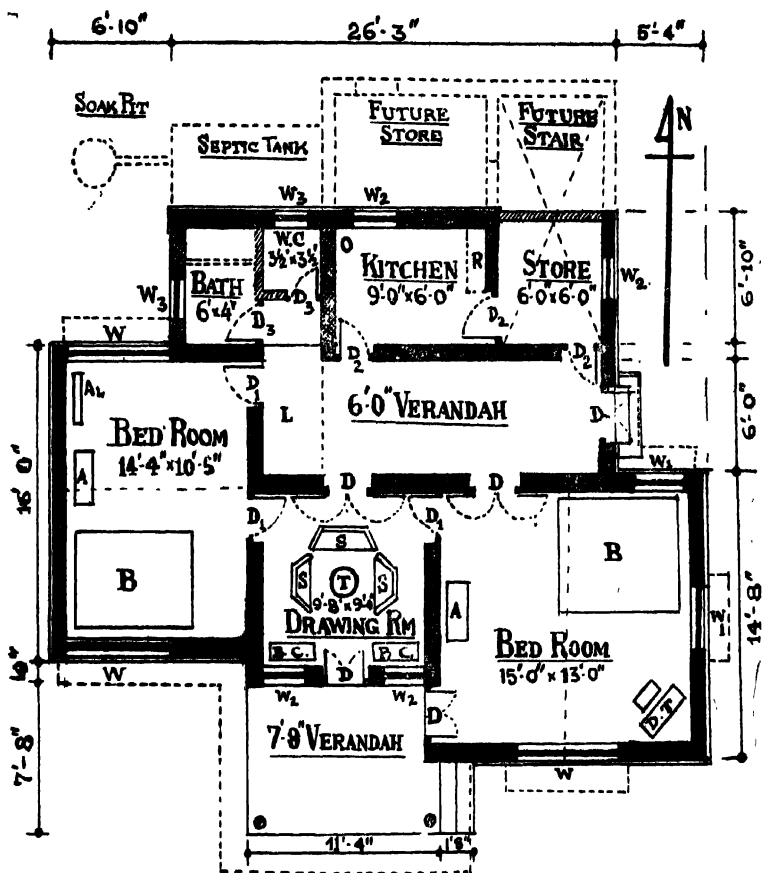 6'-10"
26'-3"
5'-4"
SOAK PIT
SEPTIC TANK
FUTURE
STORE
FUTURE
STAIR
N
W3
W2
W.C
3½'x3½'
O
KITCHEN
9'-0"x6'-0"
R
STORE
6'-0"x6'-0"
W2
6'-10"
BATH
6'x4'
W3
D3
D3
D2
W
D2
D2
AL
D1
L
6'-0" VERANDAH
D
6'-0"
BED ROOM
14'-4"x10'-5"
A
16'0"
W1
D
D
D1
D1
B
B
S
S
T
S
9'-8"x9'-4"
DRAWING RM
A
W1
14'-8"
B.C.
B.C.
BED ROOM
15'-0"x13'-0"
W
W2
D
W2
D.T
D
7'-9" VERANDAH
7'-8"
W
11'-4"
1'8"